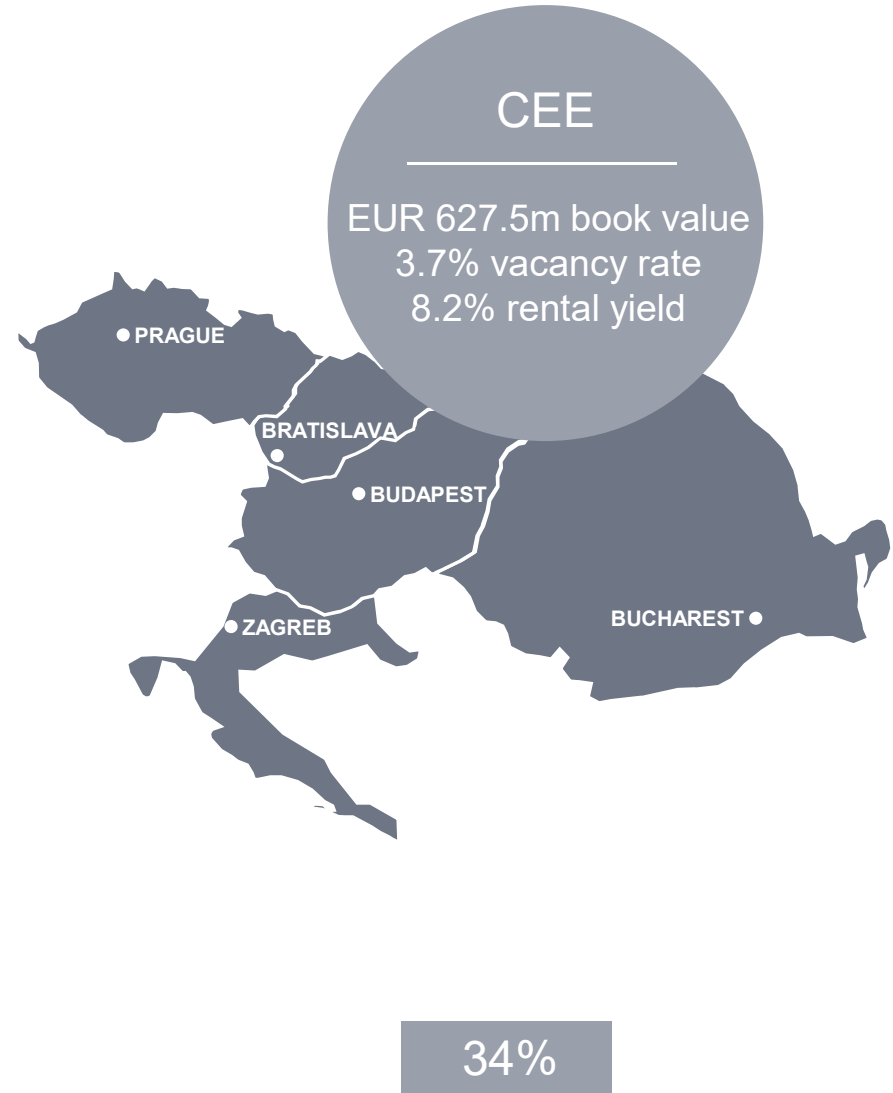 CEE
EUR 627.5m book value
3.7% vacancy rate
8.2% rental yield
PRAGUE
BRATISLAVA
BUDAPEST
BUCHAREST
ZAGREB
34%